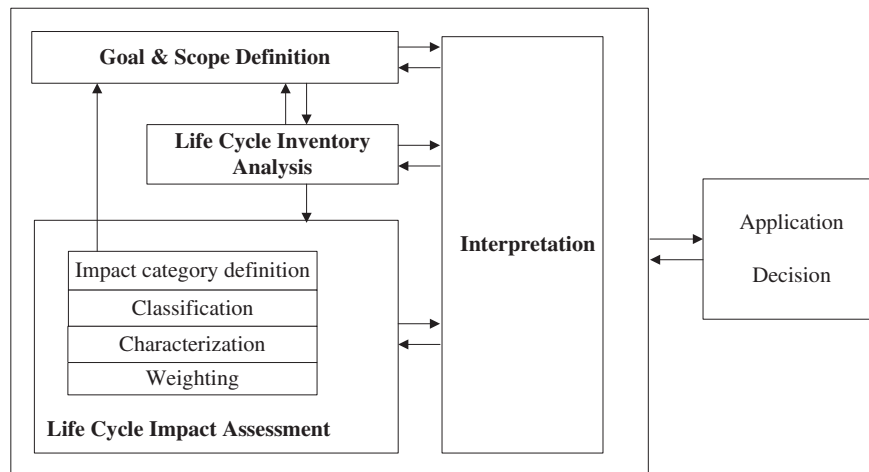 Goal & Scope Definition
Life Cycle Inventory
Analysis
Impact category definition
Classification
Characterization
Weighting
Life Cycle Impact Assessment
Interpretation
Application
Decision